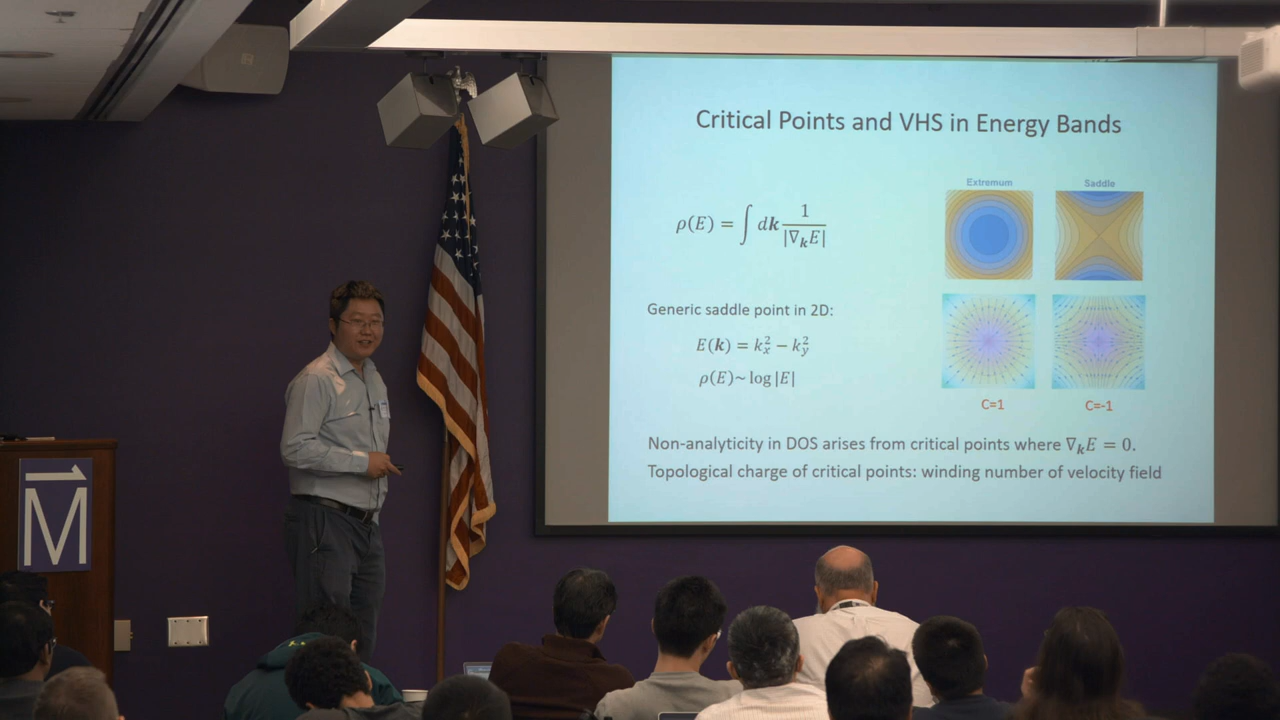 Critical Points and VHS in Energy Bands
Extremum Saddle
ρ(E) = ∫ dk 1/|∇kE|
Generic saddle point in 2D:
E(k) = kx² − ky²
ρ(E)~ log|E|
C=1 C=-1
Non-analyticity in DOS arises from critical points where ∇kE = 0.
Topological charge of critical points: winding number of velocity field
M